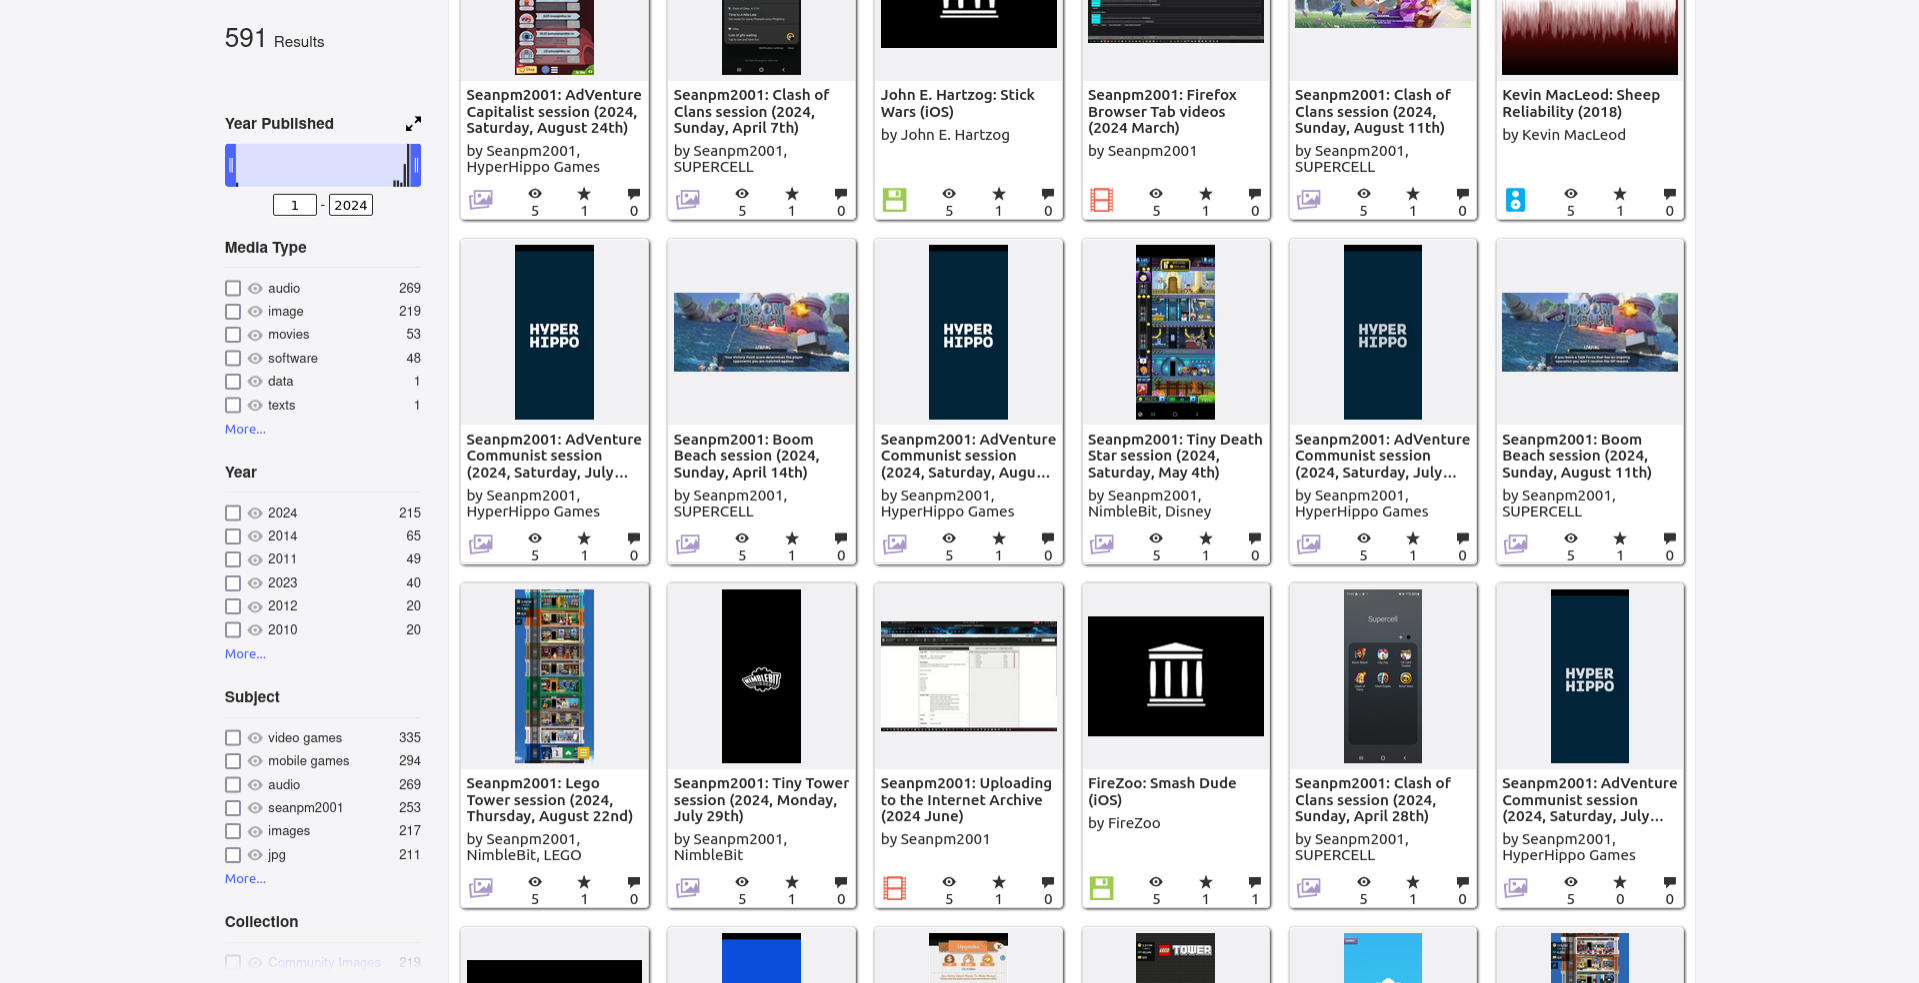 591 Results
Year Published
1 - 2024
Media Type
audio 269
image 219
movies 53
software 48
data 1
texts 1
More...
Year
2024 215
2014 65
2011 49
2023 40
2012 20
2010 20
More...
Subject
video games 335
mobile games 294
audio 269
seanpm2001 253
images 217
jpg 211
More...
Collection
Community Images 219
Seanpm2001: AdVenture
Capitalist session (2024,
Saturday, August 24th)
by Seanpm2001,
HyperHippo Games
5 1 0
Seanpm2001: Clash of
Clans session (2024,
Sunday, April 7th)
by Seanpm2001,
SUPERCELL
5 1 0
John E. Hartzog: Stick
Wars (iOS)
by John E. Hartzog
5 1 0
Seanpm2001: Firefox
Browser Tab videos
(2024 March)
by Seanpm2001
5 1 0
Seanpm2001: Clash of
Clans session (2024,
Sunday, August 11th)
by Seanpm2001,
SUPERCELL
5 1 0
Kevin MacLeod: Sheep
Reliability (2018)
by Kevin MacLeod
5 1 0
HYPER
HIPPO
Seanpm2001: AdVenture
Communist session
(2024, Saturday, July...
by Seanpm2001,
HyperHippo Games
5 1 0
BOOM
BEACH
Seanpm2001: Boom
Beach session (2024,
Sunday, April 14th)
by Seanpm2001,
SUPERCELL
5 1 0
HYPER
HIPPO
Seanpm2001: AdVenture
Communist session
(2024, Saturday, Augu...
by Seanpm2001,
HyperHippo Games
5 1 0
Seanpm2001: Tiny Death
Star session (2024,
Saturday, May 4th)
by Seanpm2001,
NimbleBit, Disney
5 1 0
HYPER
HIPPO
Seanpm2001: AdVenture
Communist session
(2024, Saturday, July...
by Seanpm2001,
HyperHippo Games
5 1 0
BOOM
BEACH
Seanpm2001: Boom
Beach session (2024,
Sunday, August 11th)
by Seanpm2001,
SUPERCELL
5 1 0
Seanpm2001: Lego
Tower session (2024,
Thursday, August 22nd)
by Seanpm2001,
NimbleBit, LEGO
5 1 0
NIMBLEBIT
Seanpm2001: Tiny Tower
session (2024, Monday,
July 29th)
by Seanpm2001,
NimbleBit
5 1 0
Seanpm2001: Uploading
to the Internet Archive
(2024 June)
by Seanpm2001
5 1 0
FireZoo: Smash Dude
(iOS)
by FireZoo
5 1 1
Supercell
Seanpm2001: Clash of
Clans session (2024,
Sunday, April 28th)
by Seanpm2001,
SUPERCELL
5 1 0
HYPER
HIPPO
Seanpm2001: AdVenture
Communist session
(2024, Saturday, July...
by Seanpm2001,
HyperHippo Games
5 0 0
Upgrades
LEGO TOWER